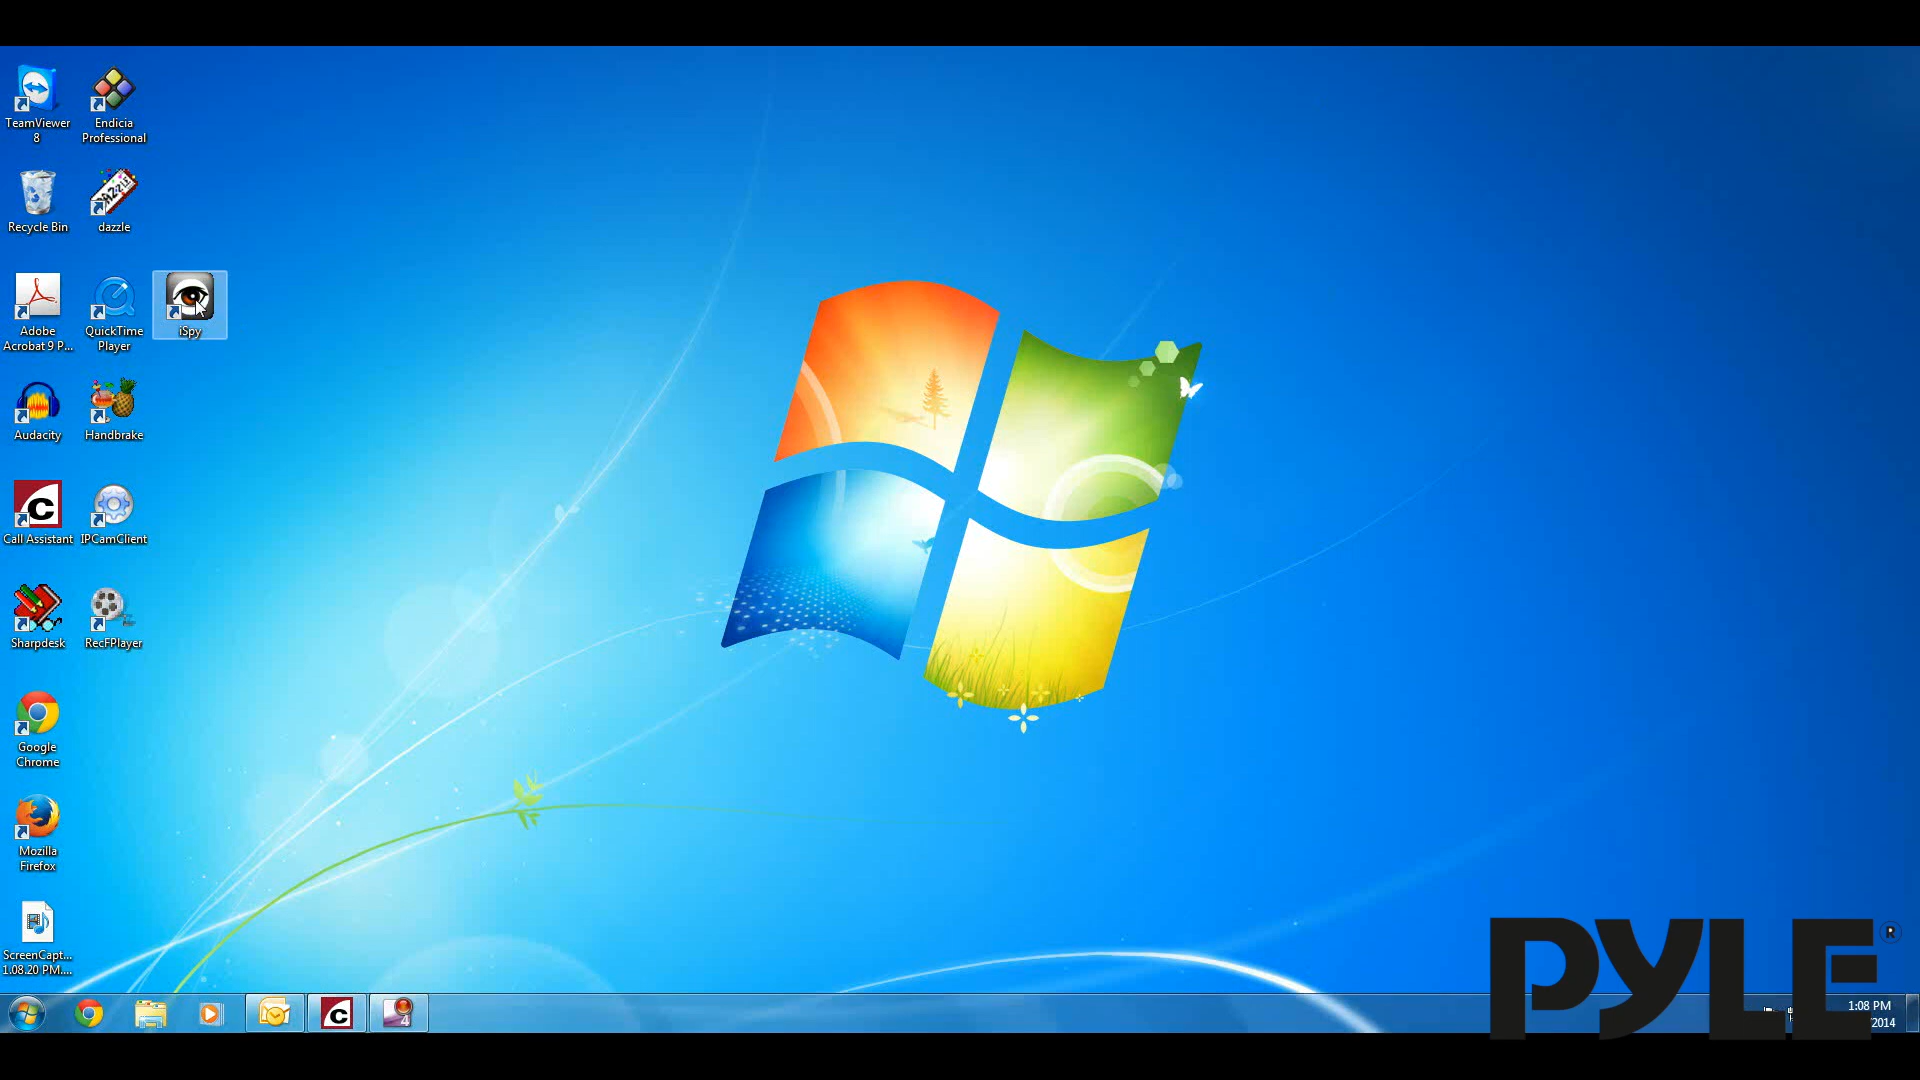 TeamViewer
8
Endicia
Professional
Recycle Bin
dazzle
Adobe
Acrobat 9 P...
QuickTime
Player
iSpy
Audacity
Handbrake
Call Assistant
IPCamClient
Sharpdesk
RecFPlayer
Google
Chrome
Mozilla
Firefox
ScreenCapt...
1.08.20 PM....
C
4
1:08 PM
2014
PYLE®